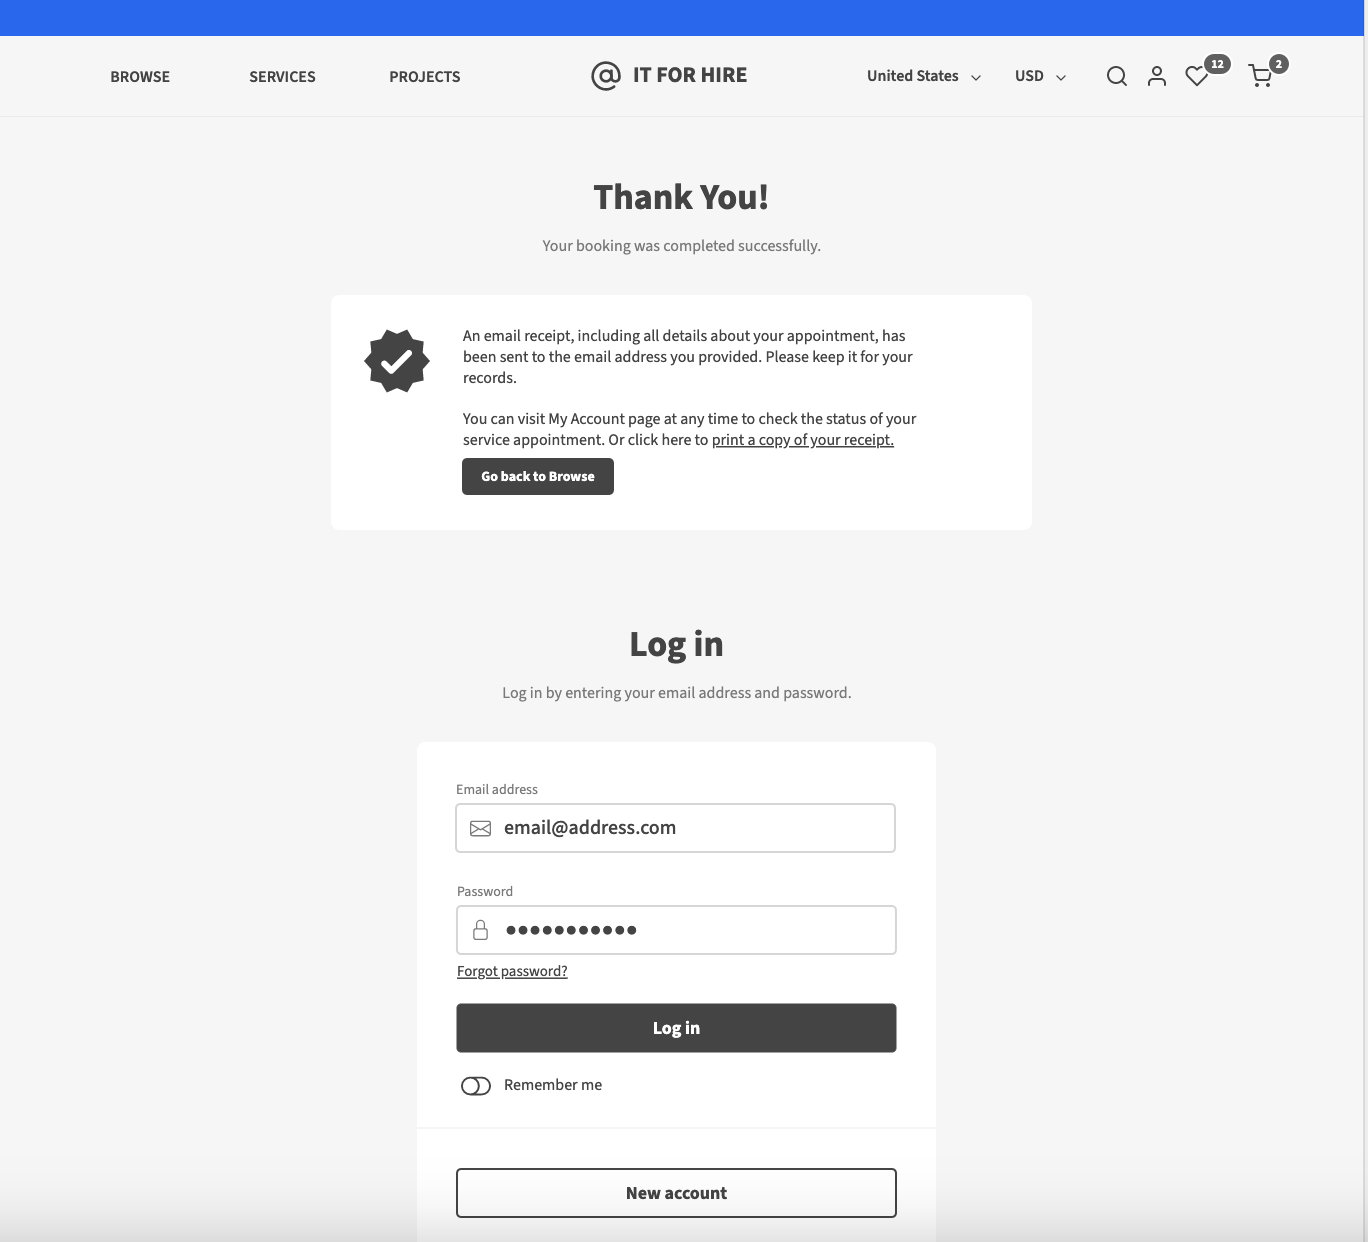 BROWSE SERVICES PROJECTS @ IT FOR HIRE United States USD 12 2
Thank You!
Your booking was completed successfully.
An email receipt, including all details about your appointment, has
been sent to the email address you provided. Please keep it for your
records.
You can visit My Account page at any time to check the status of your
service appointment. Or click here to print a copy of your receipt.
Go back to Browse
Log in
Log in by entering your email address and password.
Email address
email@address.com
Password
Forgot password?
Log in
Remember me
New account